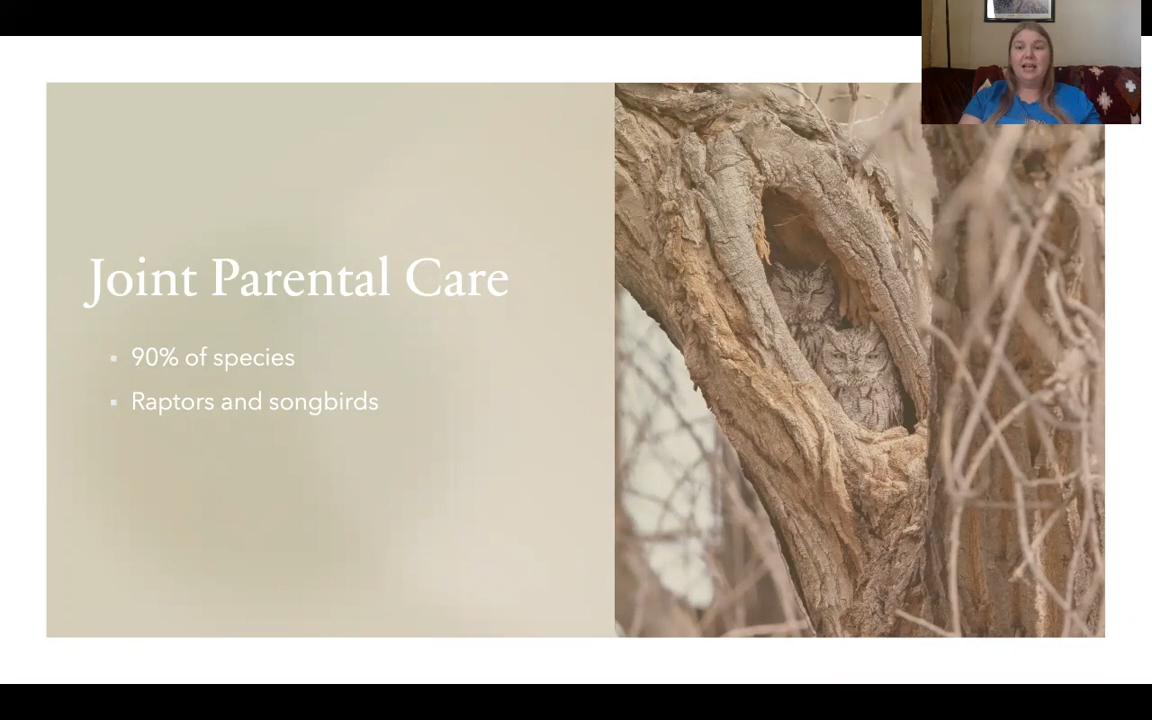 Joint Parental Care
▪ 90% of species
▪ Raptors and songbirds